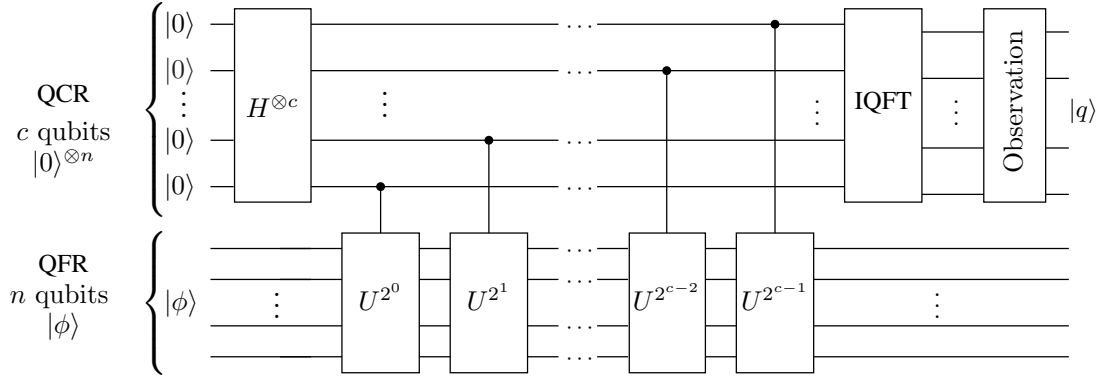 QCR
c qubits
|0⟩^{⊗n}
|0⟩
|0⟩
⋮
|0⟩
|0⟩
H^{⊗c}
⋮
...
...
...
...
⋮
IQFT
⋮
Observation
|q⟩
QFR
n qubits
|ϕ⟩
|ϕ⟩
⋮
U^{2^0}
U^{2^1}
...
...
...
...
U^{2^{c−2}}
U^{2^{c−1}}
⋮